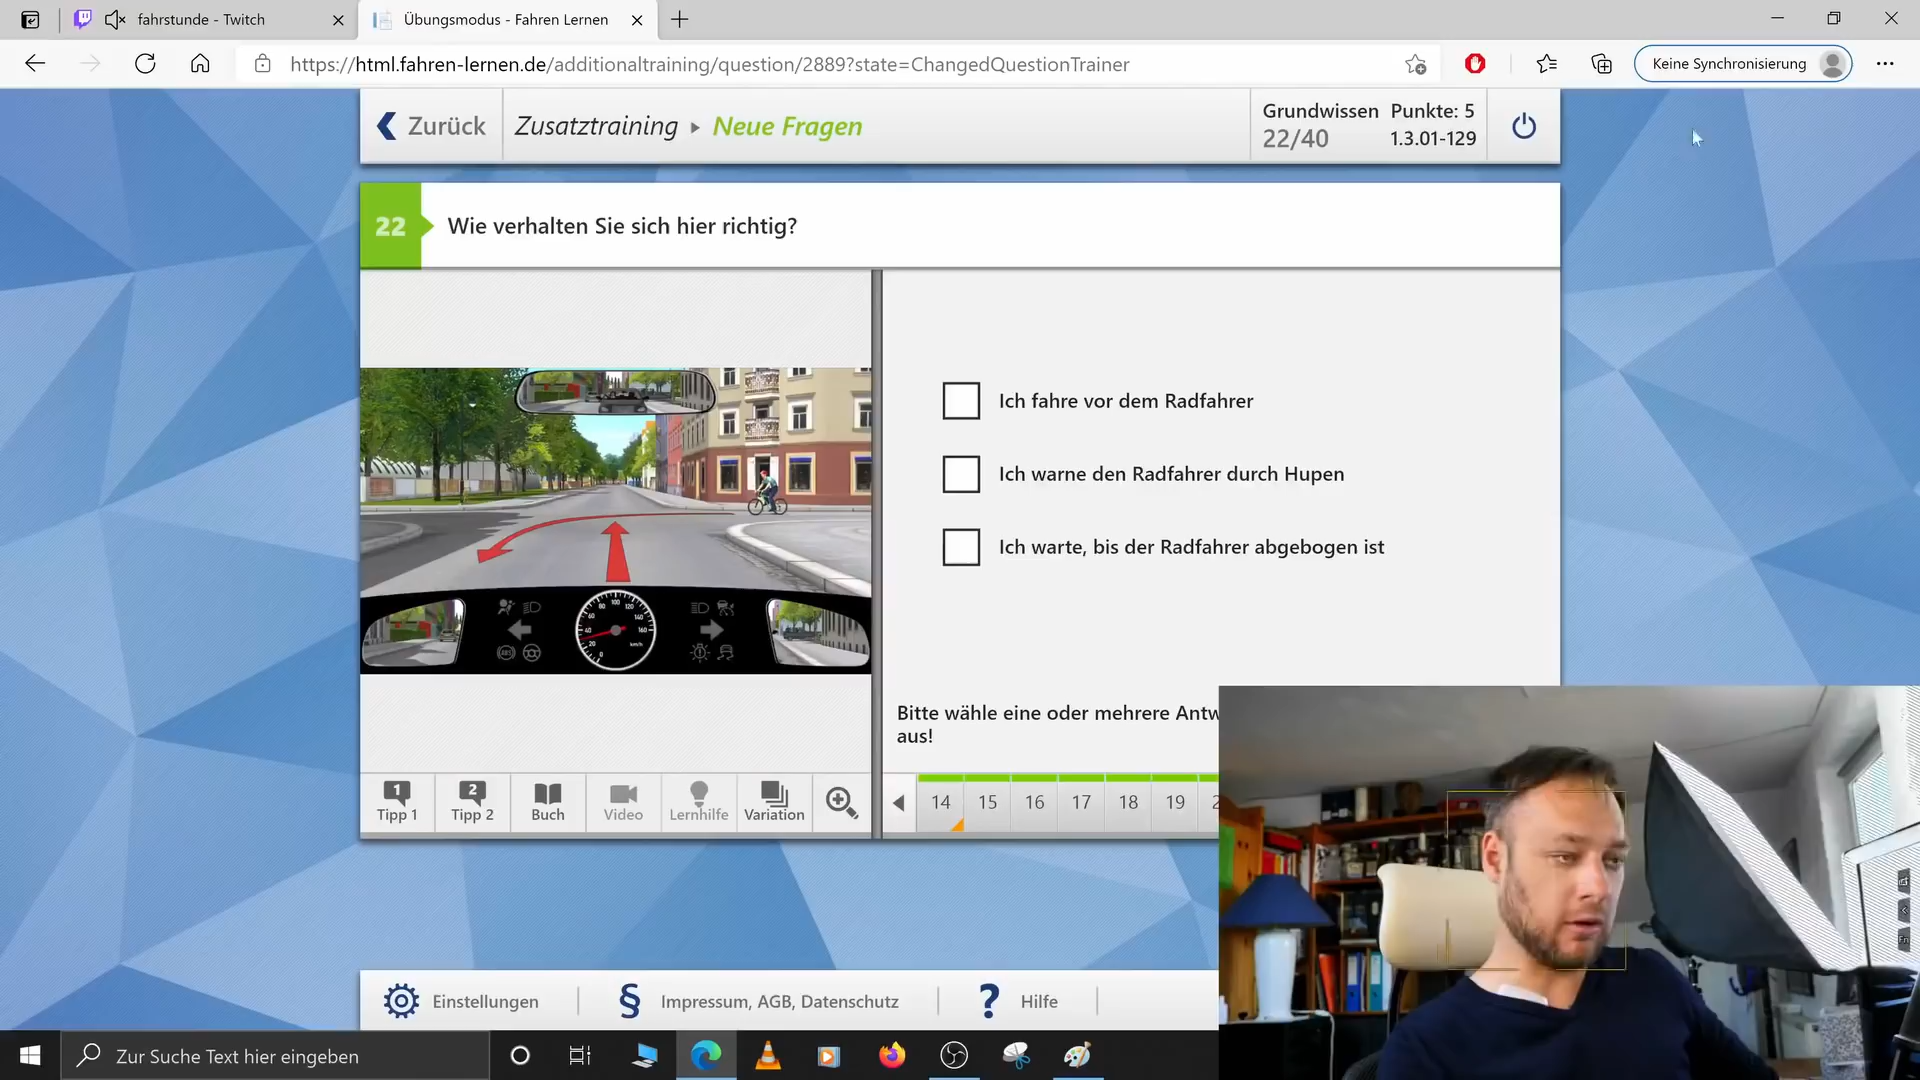 fahrstunde - Twitch
Übungsmodus - Fahren Lernen
https://html.fahren-lernen.de/additionaltraining/question/2889?state=ChangedQuestionTrainer
Keine Synchronisierung
Zurück
Zusatztraining ▸ Neue Fragen
Grundwissen Punkte: 5
22/40 1.3.01-129
22 Wie verhalten Sie sich hier richtig?
Ich fahre vor dem Radfahrer
Ich warne den Radfahrer durch Hupen
Ich warte, bis der Radfahrer abgebogen ist
Bitte wähle eine oder mehrere Antw
aus!
1 Tipp 1
2 Tipp 2
Buch
Video
Lernhilfe
Variation
14 15 16 17 18 19 2
Einstellungen
§ Impressum, AGB, Datenschutz
? Hilfe
Zur Suche Text hier eingeben